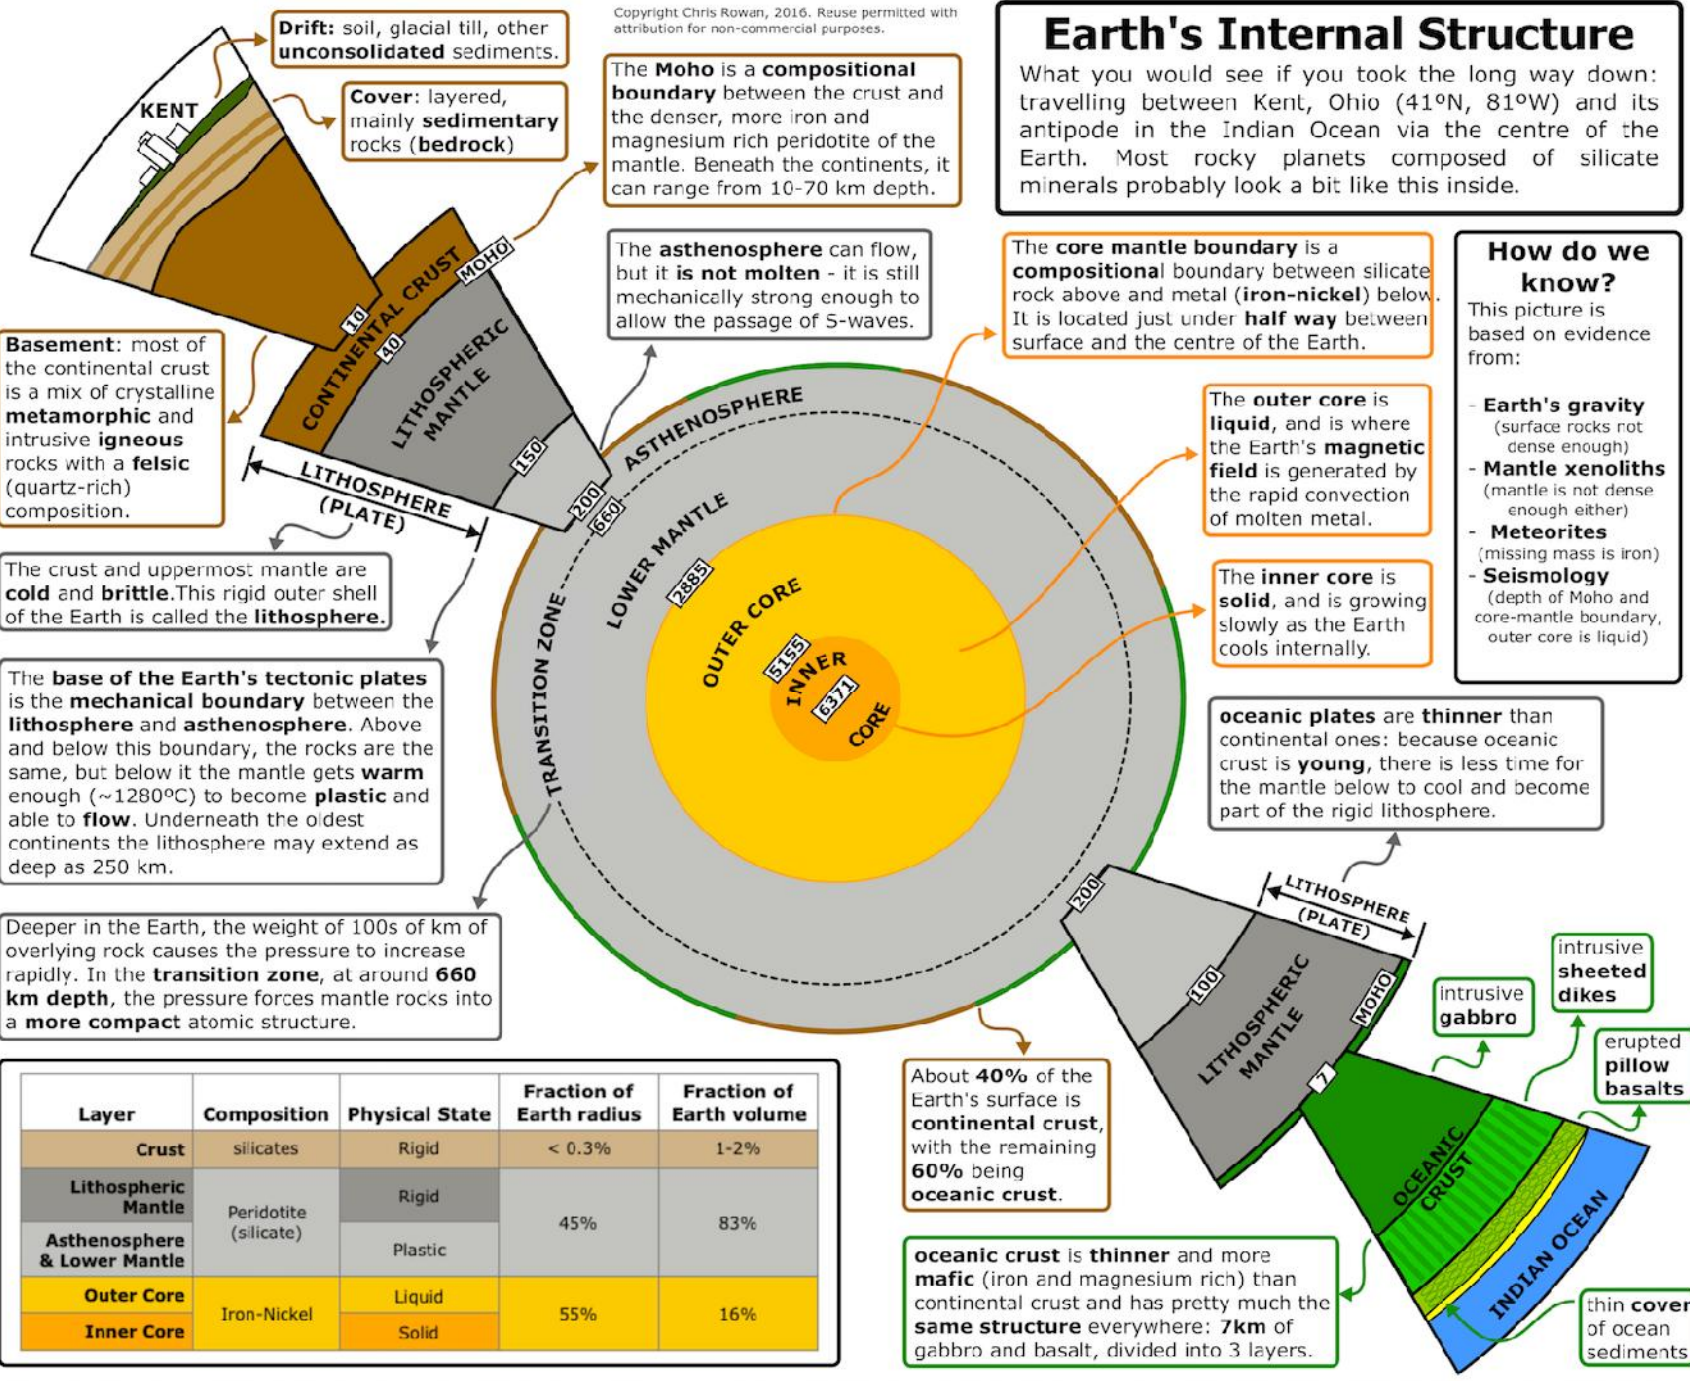 Copyright Chris Rowan, 2016. Reuse permitted with
attribution for non-commercial purposes.
Earth's Internal Structure
What you would see if you took the long way down:
travelling between Kent, Ohio (41ºN, 81ºW) and its
antipode in the Indian Ocean via the centre of the
Earth. Most rocky planets composed of silicate
minerals probably look a bit like this inside.
Drift: soil, glacial till, other
unconsolidated sediments.
KENT
Cover: layered,
mainly sedimentary
rocks (bedrock)
The Moho is a compositional
boundary between the crust and
the denser, more iron and
magnesium rich peridotite of the
mantle. Beneath the continents, it
can range from 10-70 km depth.
The asthenosphere can flow,
but it is not molten - it is still
mechanically strong enough to
allow the passage of S-waves.
The core mantle boundary is a
compositional boundary between silicate
rock above and metal (iron-nickel) below.
It is located just under half way between
surface and the centre of the Earth.
How do we
know?
This picture is
based on evidence
from:
- Earth's gravity
(surface rocks not
dense enough)
- Mantle xenoliths
(mantle is not dense
enough either)
- Meteorites
(missing mass is iron)
- Seismology
(depth of Moho and
core-mantle boundary,
outer core is liquid)
Basement: most of
the continental crust
is a mix of crystalline
metamorphic and
intrusive igneous
rocks with a felsic
(quartz-rich)
composition.
10
CONTINENTAL CRUST
MOHO
40
LITHOSPHERIC
MANTLE
150
200
660
LITHOSPHERE
(PLATE)
The crust and uppermost mantle are
cold and brittle.This rigid outer shell
of the Earth is called the lithosphere.
The base of the Earth's tectonic plates
is the mechanical boundary between the
lithosphere and asthenosphere. Above
and below this boundary, the rocks are the
same, but below it the mantle gets warm
enough (~1280ºC) to become plastic and
able to flow. Underneath the oldest
continents the lithosphere may extend as
deep as 250 km.
Deeper in the Earth, the weight of 100s of km of
overlying rock causes the pressure to increase
rapidly. In the transition zone, at around 660
km depth, the pressure forces mantle rocks into
a more compact atomic structure.
ASTHENOSPHERE
TRANSITION ZONE
LOWER MANTLE
2885
OUTER CORE
5155
INNER
6371
CORE
The outer core is
liquid, and is where
the Earth's magnetic
field is generated by
the rapid convection
of molten metal.
The inner core is
solid, and is growing
slowly as the Earth
cools internally.
oceanic plates are thinner than
continental ones: because oceanic
crust is young, there is less time for
the mantle below to cool and become
part of the rigid lithosphere.
LITHOSPHERE
(PLATE)
200
100
LITHOSPHERIC
MANTLE
MOHO
7
OCEANIC
CRUST
INDIAN OCEAN
intrusive
gabbro
intrusive
sheeted
dikes
erupted
pillow
basalts
thin cover
of ocean
sediments
About 40% of the
Earth's surface is
continental crust,
with the remaining
60% being
oceanic crust.
oceanic crust is thinner and more
mafic (iron and magnesium rich) than
continental crust and has pretty much the
same structure everywhere: 7km of
gabbro and basalt, divided into 3 layers.
Layer Composition Physical State Fraction of Earth radius Fraction of Earth volume
Crust silicates Rigid < 0.3% 1-2%
Lithospheric Mantle Peridotite (silicate) Rigid 45% 83%
Asthenosphere & Lower Mantle Plastic
Outer Core Iron-Nickel Liquid 55% 16%
Inner Core Solid